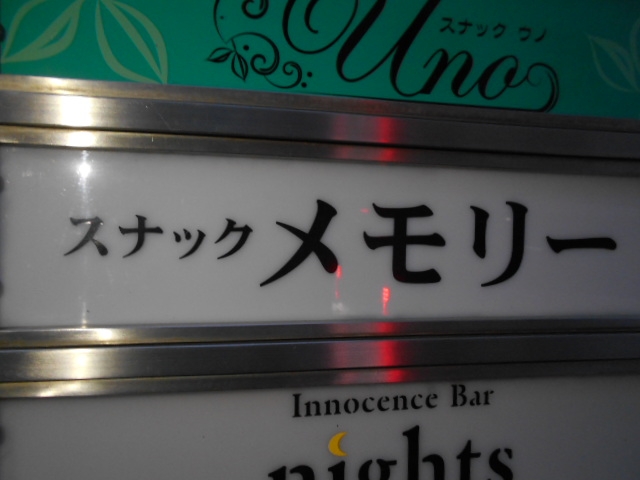 スナック ウノ
Uno
スナック メモリー
Innocence Bar
nights